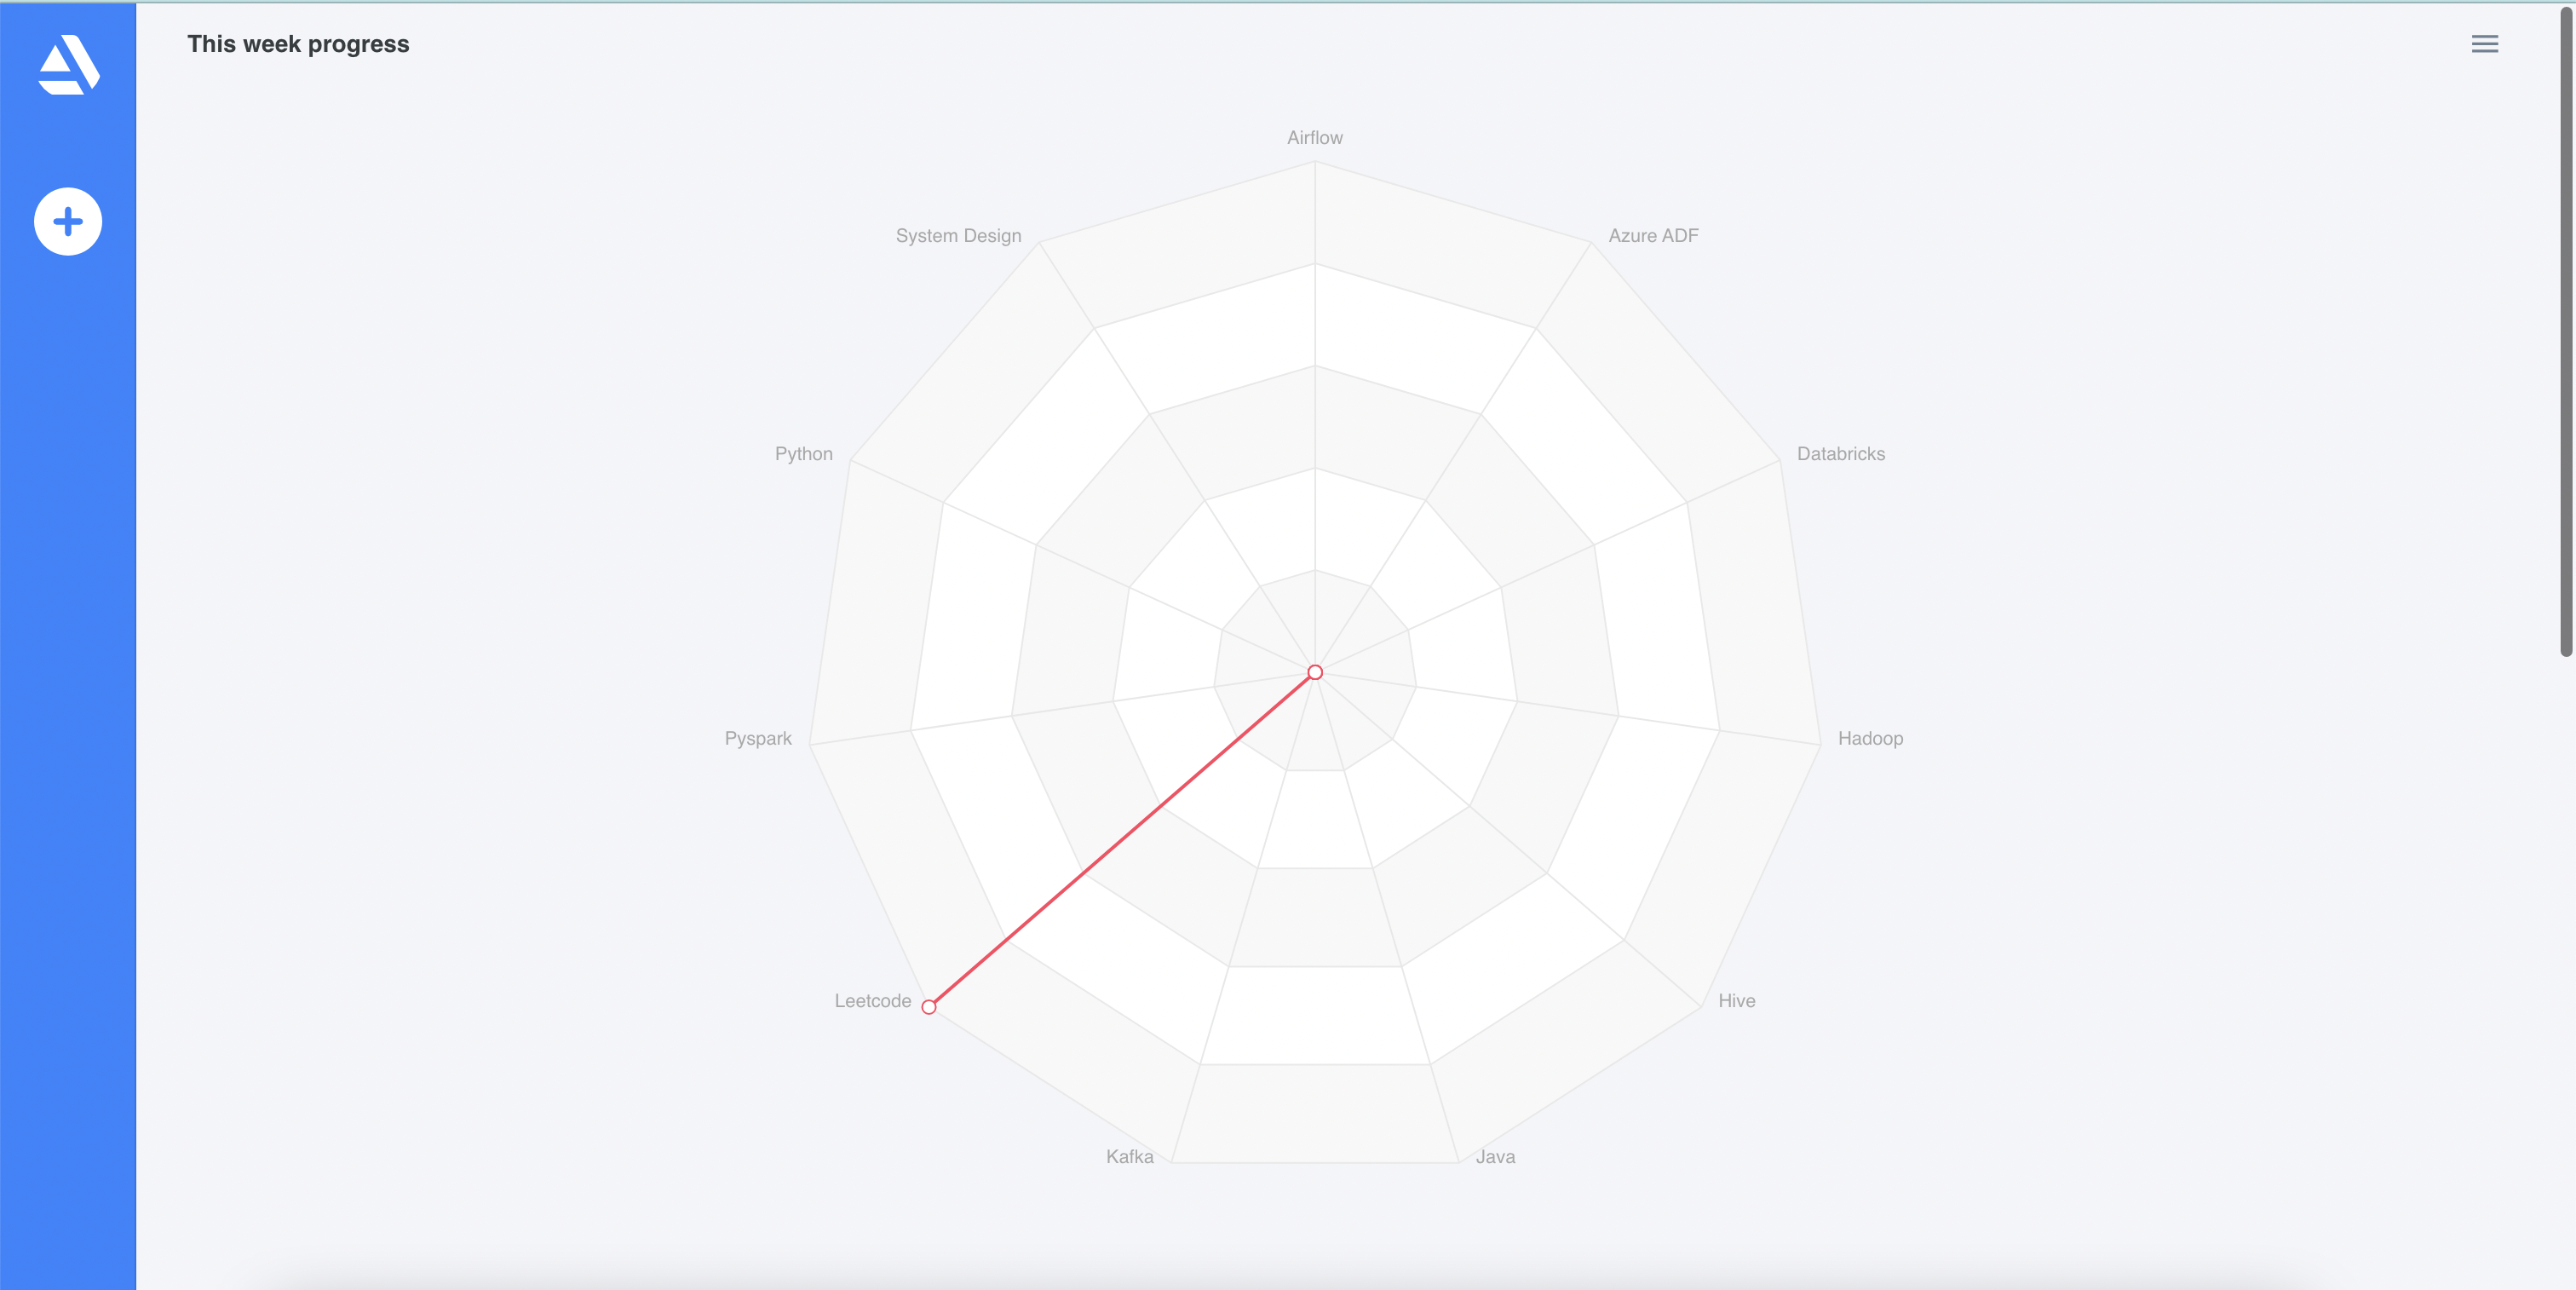 This week progress
Airflow
System Design
Azure ADF
Python
Databricks
Pyspark
Hadoop
Leetcode
Hive
Kafka
Java